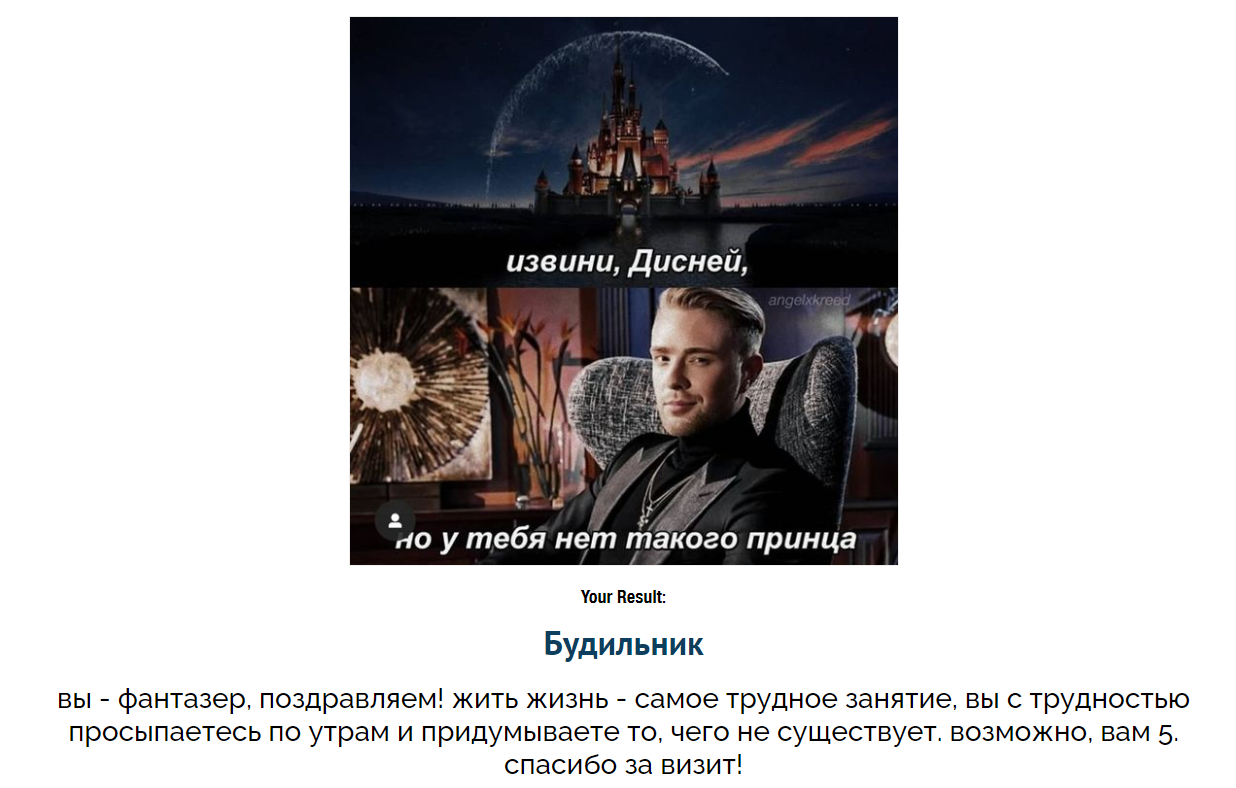 извини, Дисней,
angelxkreed
но у тебя нет такого принца
Your Result:
Будильник
вы - фантазер, поздравляем! жить жизнь - самое трудное занятие, вы с трудностью
просыпаетесь по утрам и придумываете то, чего не существует. возможно, вам 5.
спасибо за визит!